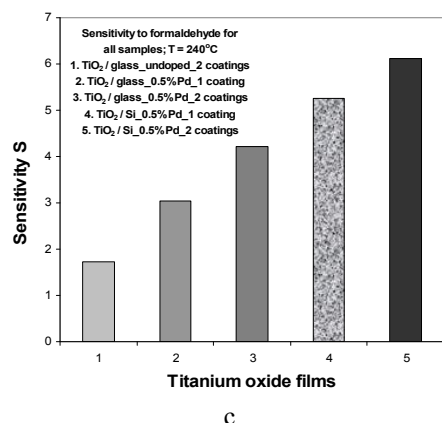 7
6
5
4
3
2
1
0
Sensitivity S
Sensitivity to formaldehyde for
all samples; T = 240°C
1. TiO₂ / glass_undoped_2 coatings
2. TiO₂ / glass_0.5%Pd_1 coating
3. TiO₂ / glass_0.5%Pd_2 coatings
4. TiO₂ / Si_0.5%Pd_1 coating
5. TiO₂ / Si_0.5%Pd_2 coatings
1 2 3 4 5
Titanium oxide films
c